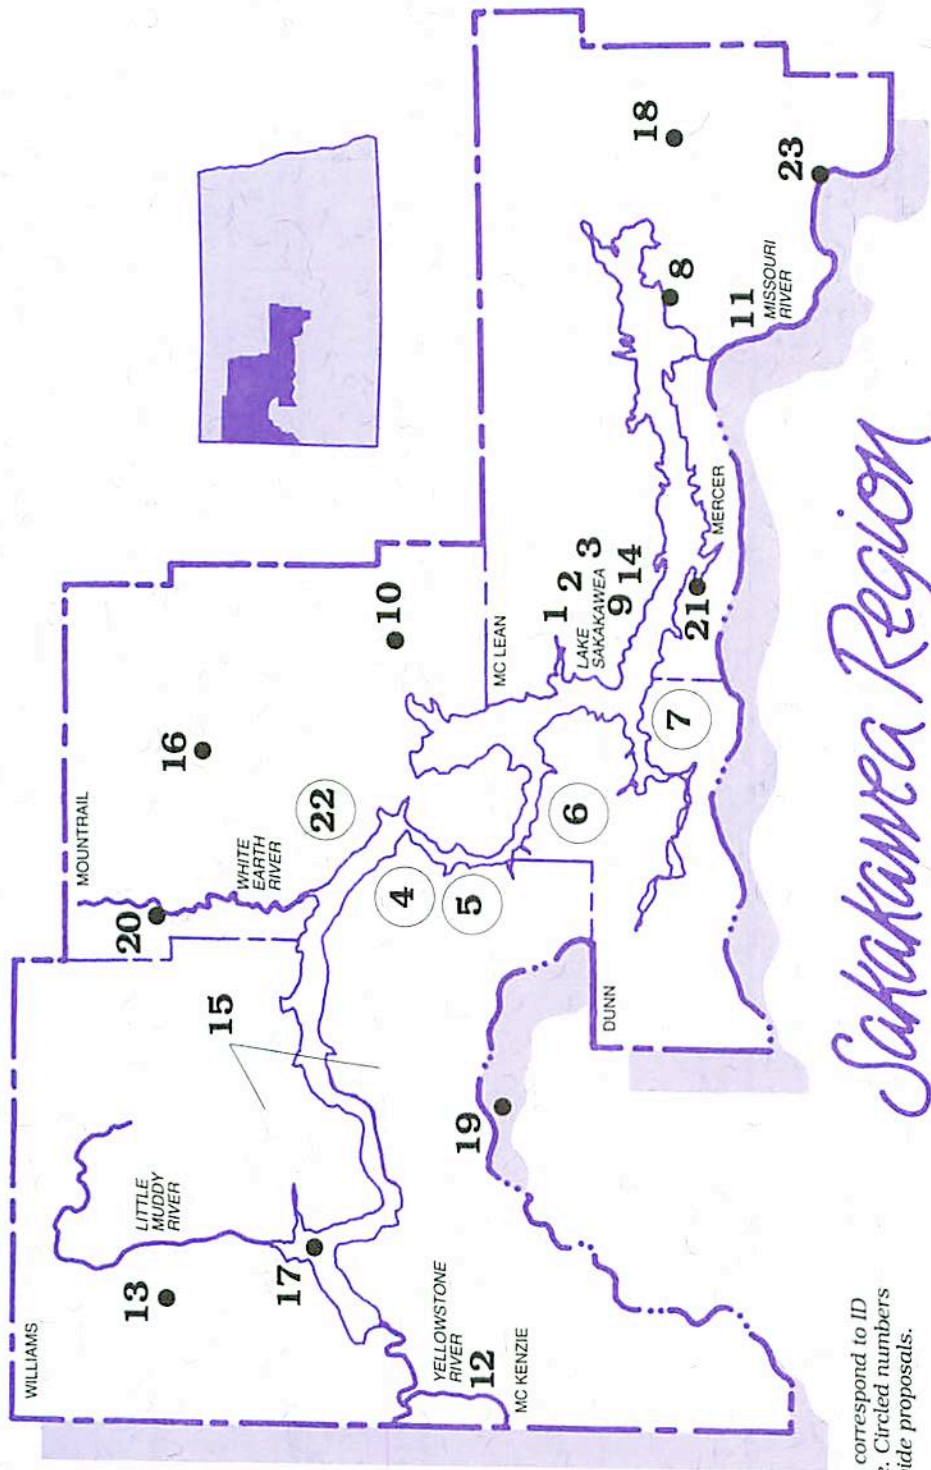 WILLIAMS
MOUNTRAIL
LITTLE
MUDDY
RIVER
13
20
16
WHITE
EARTH
RIVER
15
17
22
10
YELLOWSTONE
RIVER
12
MC KENZIE
4
5
MC LEAN
19
DUNN
6
1
2
3
LAKE
SAKAKAWEA
9
14
7
21
MERCER
8
18
11
MISSOURI
RIVER
23
Sakakawea Region
correspond to ID
. Circled numbers
ide proposals.